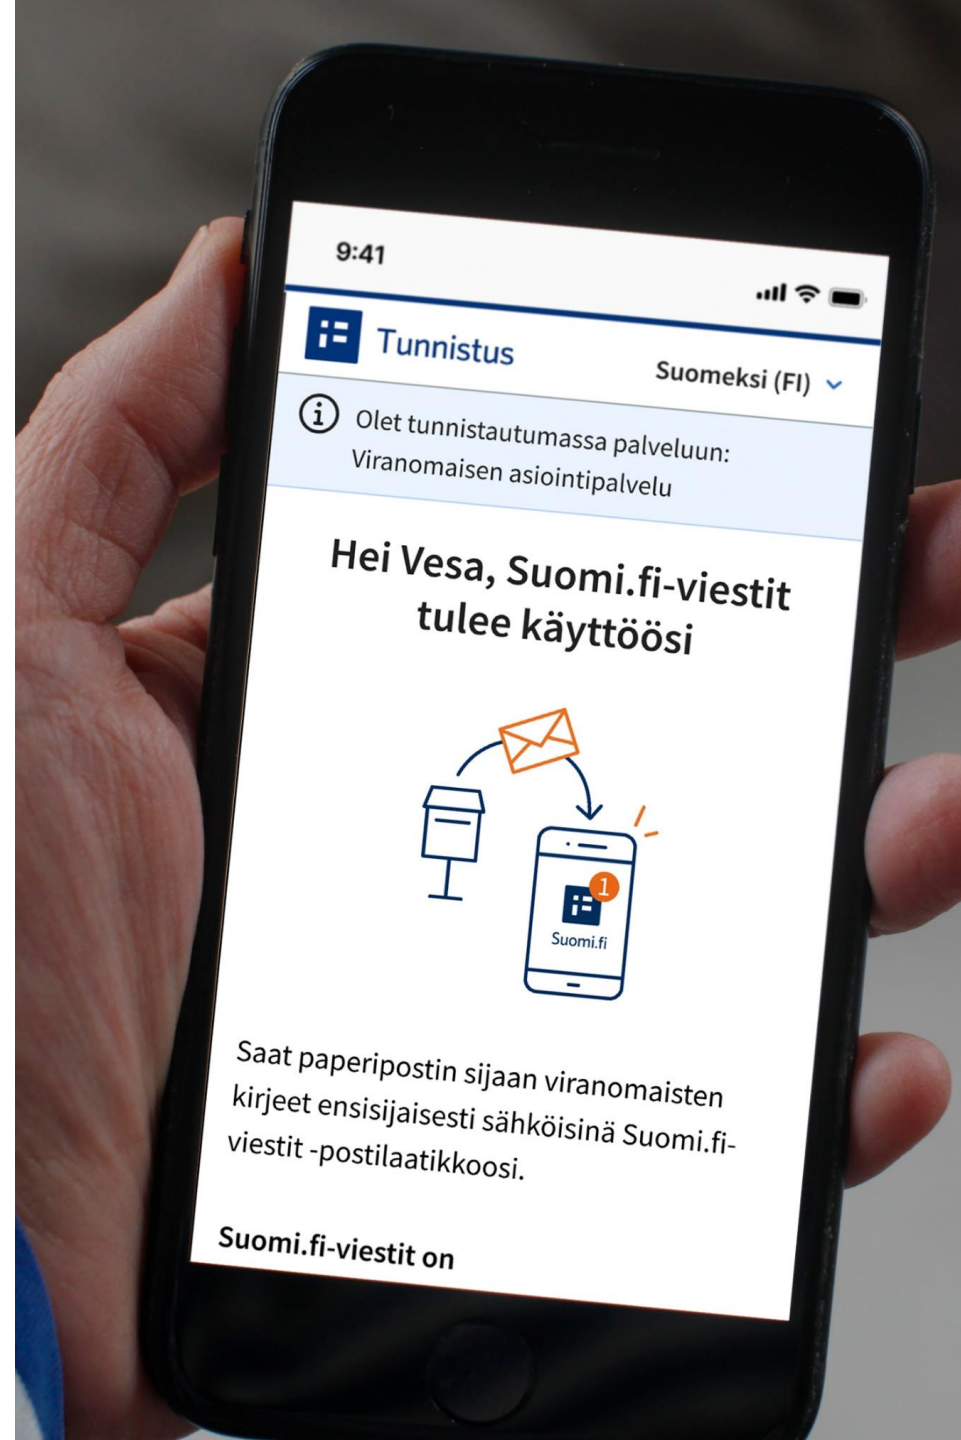 9:41
Tunnistus
Suomeksi (FI)
Olet tunnistautumassa palveluun:
Viranomaisen asiointipalvelu
Hei Vesa, Suomi.fi-viestit
tulee käyttöösi
1
Suomi.fi
Saat paperipostin sijaan viranomaisten
kirjeet ensisijaisesti sähköisinä Suomi.fi-
viestit -postilaatikkoosi.
Suomi.fi-viestit on